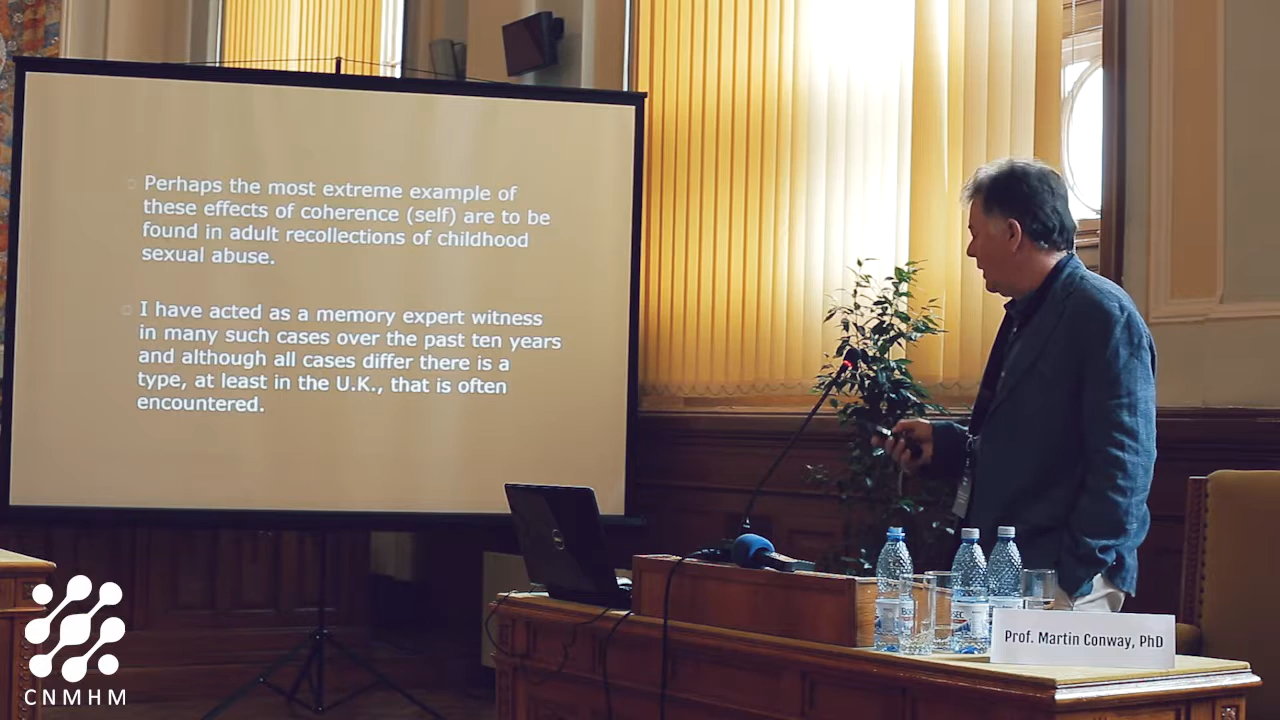 Perhaps the most extreme example of
these effects of coherence (self) are to be
found in adult recollections of childhood
sexual abuse.
I have acted as a memory expert witness
in many such cases over the past ten years
and although all cases differ there is a
type, at least in the U.K., that is often
encountered.
Prof. Martin Conway, PhD
CNMHM